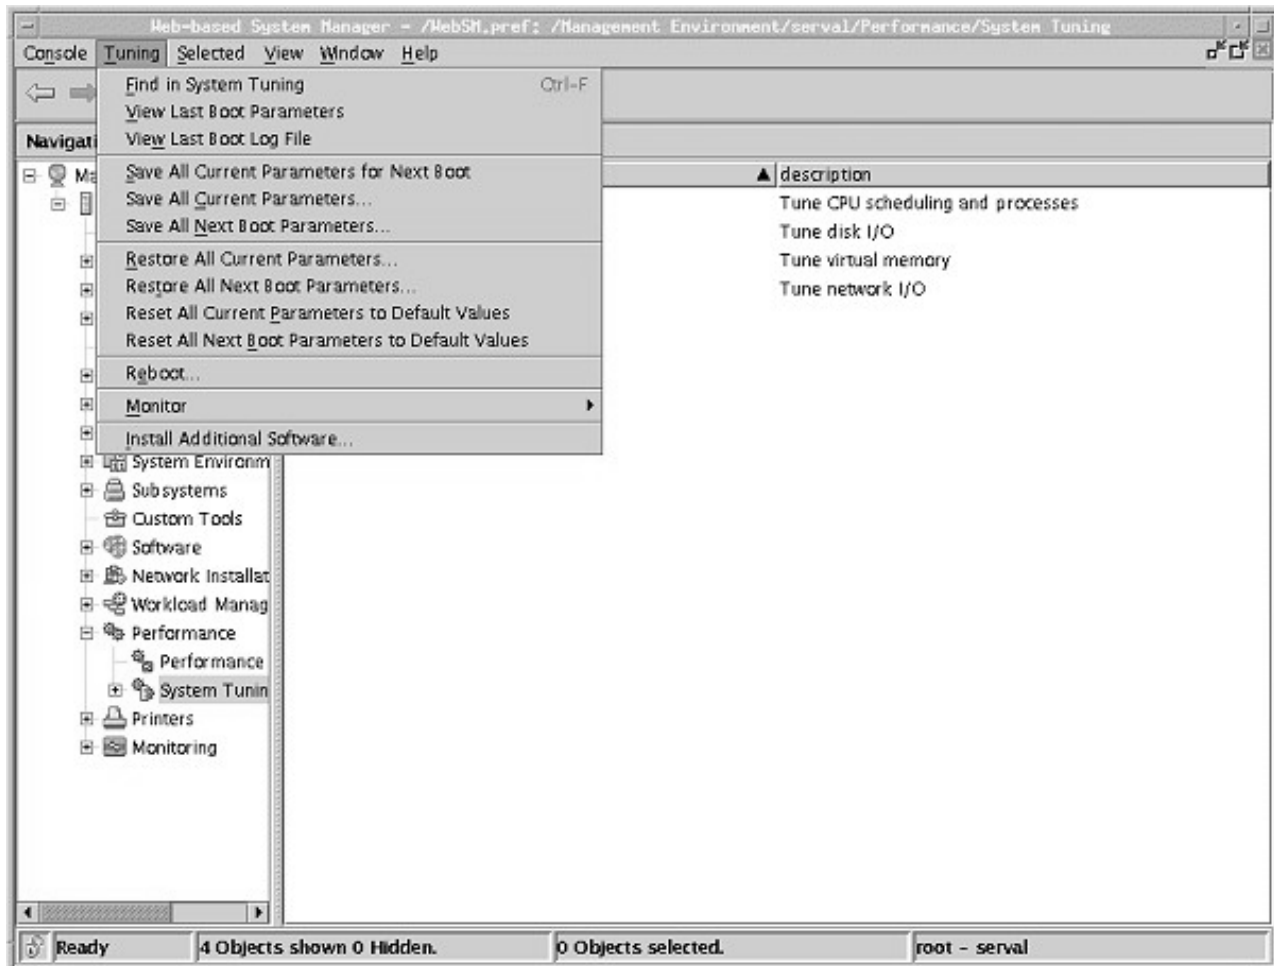 Web-based System Manager - /WebSM.pref: /Management Environment/serval/Performance/System Tuning
Console Tuning Selected View Window Help
Find in System Tuning Ctrl-F
View Last Boot Parameters
View Last Boot Log File
Navigati
Save All Current Parameters for Next Boot
Save All Current Parameters...
Save All Next Boot Parameters...
Restore All Current Parameters...
Restore All Next Boot Parameters...
Reset All Current Parameters to Default Values
Reset All Next Boot Parameters to Default Values
Reboot...
Monitor
Install Additional Software...
Ma
description
Tune CPU scheduling and processes
Tune disk I/O
Tune virtual memory
Tune network I/O
System Environm
Subsystems
Custom Tools
Software
Network Installat
Workload Manag
Performance
Performance
System Tunin
Printers
Monitoring
Ready 4 Objects shown 0 Hidden. 0 Objects selected. root - serval